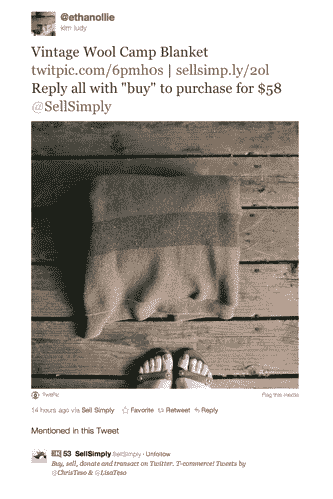 @ethanollie
kim ludy
Vintage Wool Camp Blanket
twitpic.com/6pmh0s | sellsimp.ly/2ol
Reply all with "buy" to purchase for $58
@SellSimply
TwitPic
Flag this media
14 hours ago via Sell Simply Favorite Retweet Reply
Mentioned in this Tweet
53 SellSimply SellSimply · Unfollow
Buy, sell, donate and transact on Twitter. T-commerce! Tweets by
@ChrisTeso & @LisaTeso